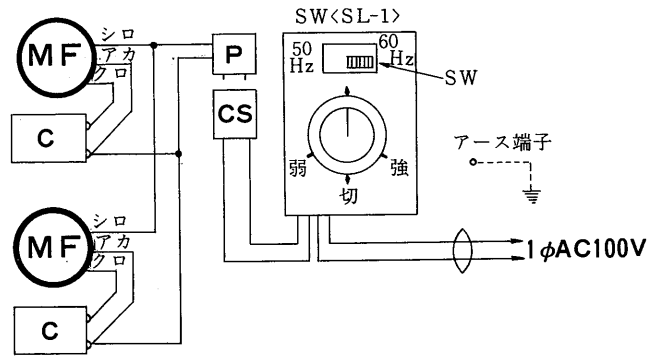 SW<SL-1>
50
Hz
60
Hz
SW
弱
強
切
シロ
アカ
クロ
MF
C
P
CS
アース端子
シロ
アカ
クロ
MF
C
1φAC100V